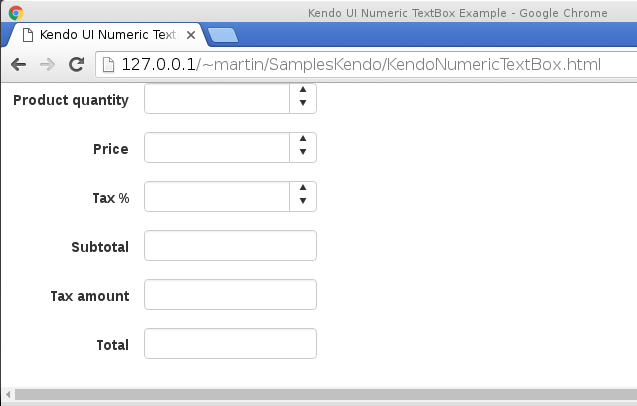 Kendo UI Numeric TextBox Example - Google Chrome
Kendo UI Numeric Text
127.0.0.1/~martin/SamplesKendo/KendoNumericTextBox.html
Product quantity
Price
Tax %
Subtotal
Tax amount
Total